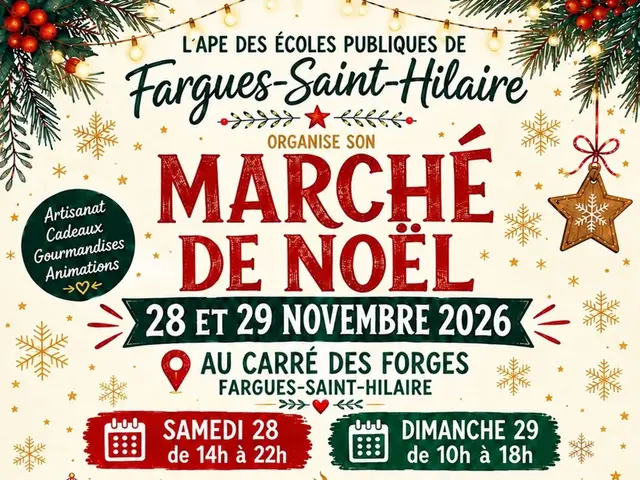 L'APE DES ÉCOLES PUBLIQUES DE
Fargues-Saint-Hilaire
ORGANISE SON
MARCHÉ
DE NOËL
Artisanat
Cadeaux
Gourmandises
Animations
28 ET 29 NOVEMBRE 2026
AU CARRÉ DES FORGES
FARGUES-SAINT-HILAIRE
SAMEDI 28
de 14h à 22h
DIMANCHE 29
de 10h à 18h